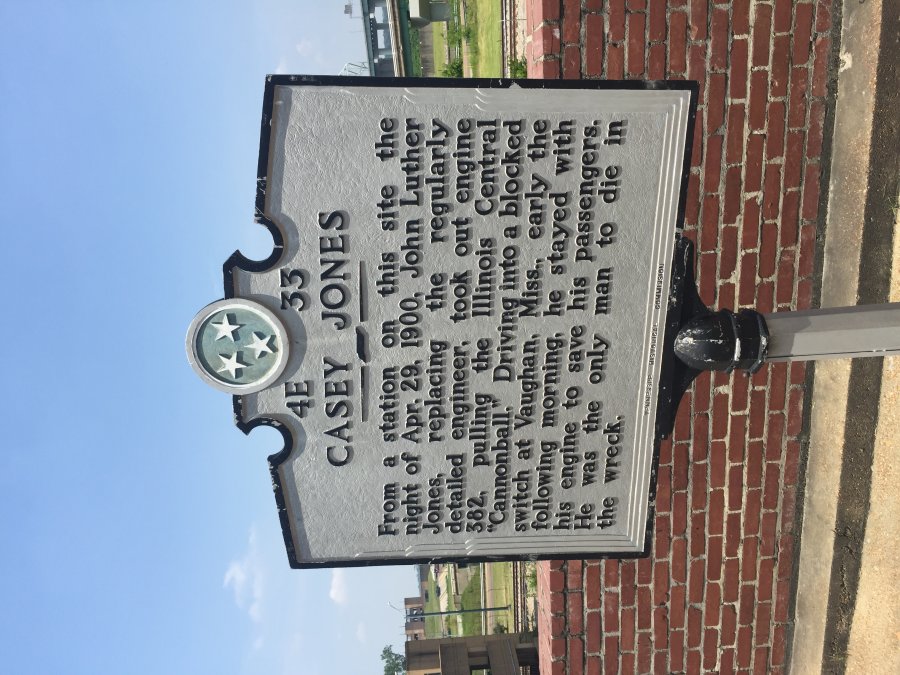 4E 33
CASEY JONES
From a station on this site the
night of Apr. 29, 1900, John Luther
Jones, replacing the regularly
detailed engineer, took out engine
382, pulling the Illinois Central
"Cannonball." Driving into a blocked
switch at Vaughan, Miss., early the
following morning, he stayed with
his engine to save his passengers.
He was the only man to die in
the wreck.
TENNESSEE HISTORICAL COMMISSION